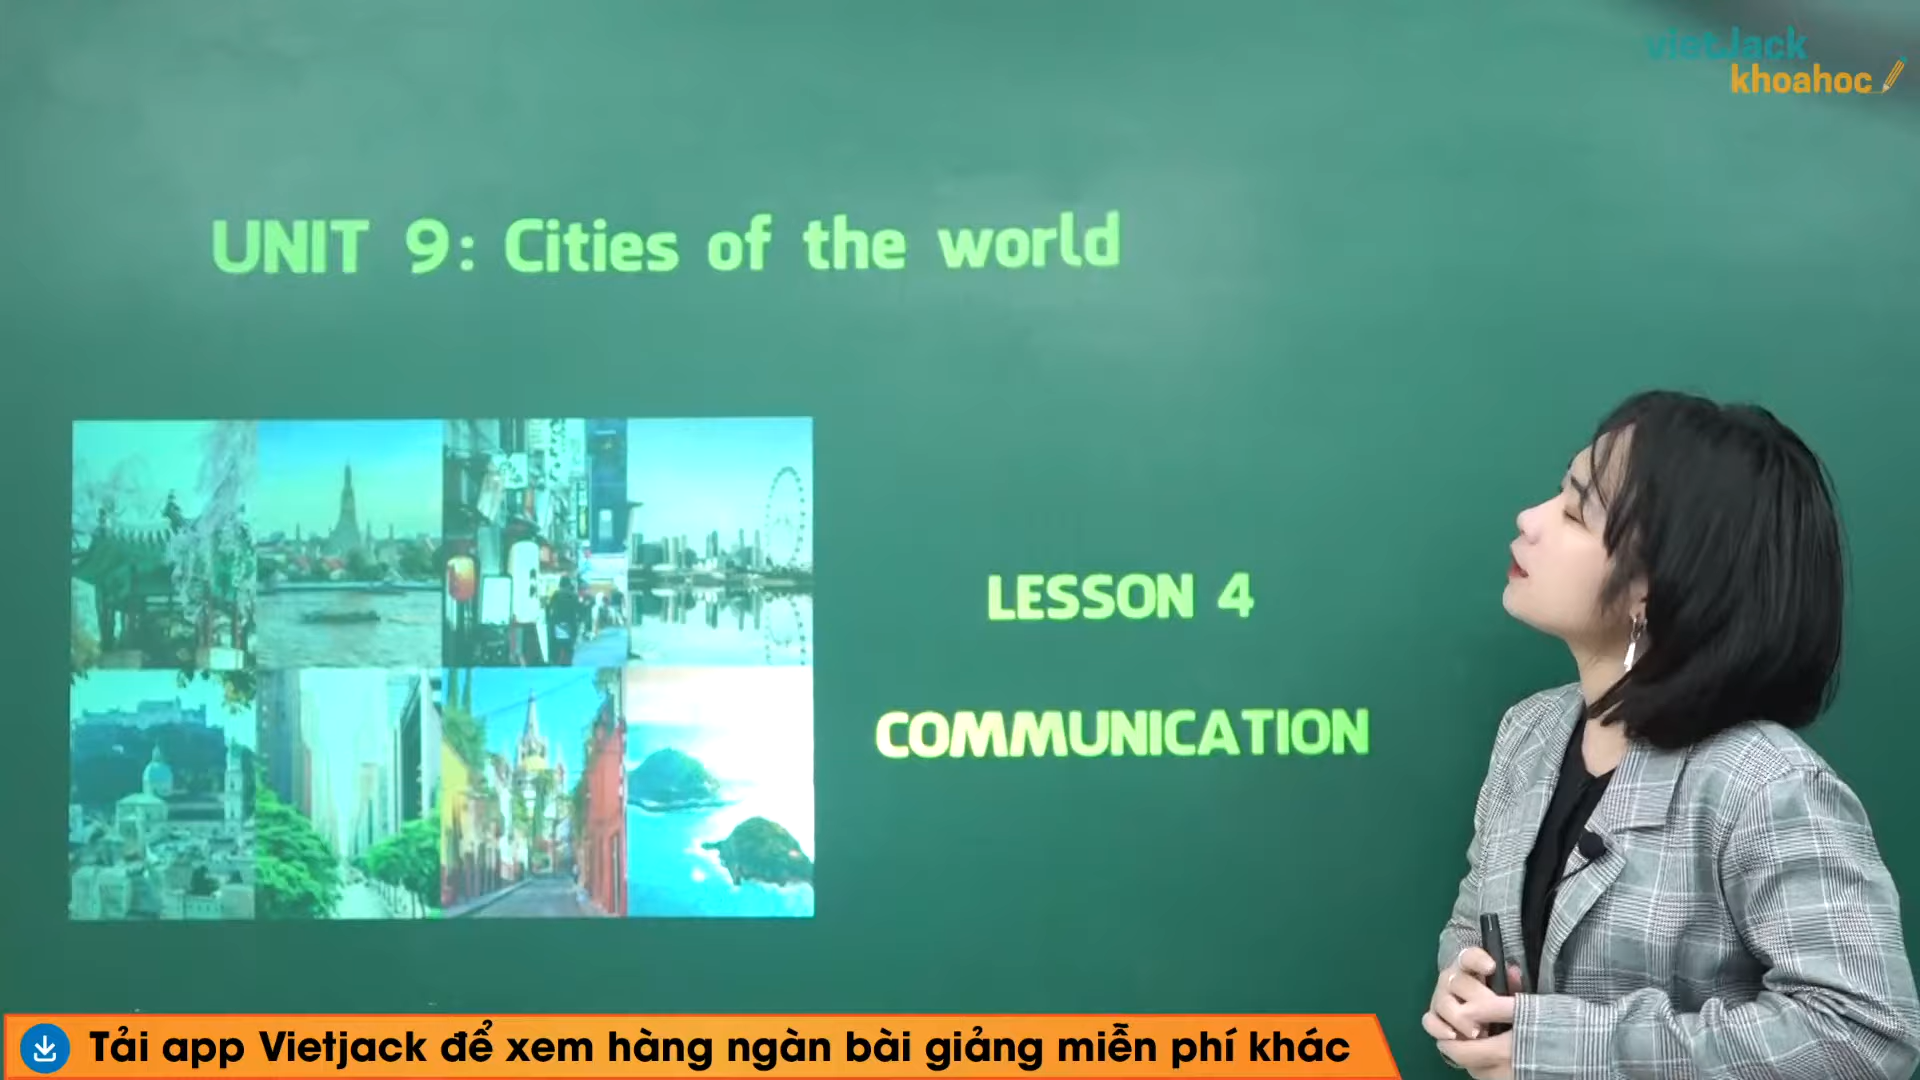 vietJack
khoahoc
UNIT 9: Cities of the world
LESSON 4
COMMUNICATION
Tải app Vietjack để xem hàng ngàn bài giảng miễn phí khác